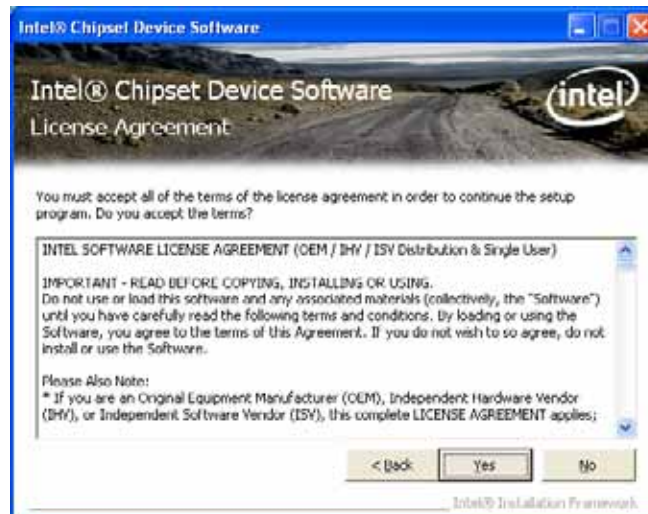 Intel® Chipset Device Software
Intel® Chipset Device Software
intel
License Agreement
You must accept all of the terms of the license agreement in order to continue the setup
program. Do you accept the terms?
INTEL SOFTWARE LICENSE AGREEMENT (OEM / IHV / ISV Distribution & Single User)
IMPORTANT - READ BEFORE COPYING, INSTALLING OR USING.
Do not use or load this software and any associated materials (collectively, the "Software")
until you have carefully read the following terms and conditions. By loading or using the
Software, you agree to the terms of this Agreement. If you do not wish to so agree, do not
install or use the Software.
Please Also Note:
* If you are an Original Equipment Manufacturer (OEM), Independent Hardware Vendor
(IHV), or Independent Software Vendor (ISV), this complete LICENSE AGREEMENT applies;
< Back Yes No
Intel® Installation Framework